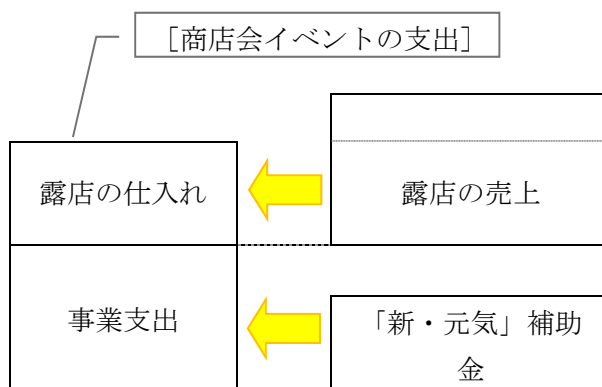 ［商店会イベントの支出］
露店の仕入れ
露店の売上
事業支出
「新・元気」補助
金